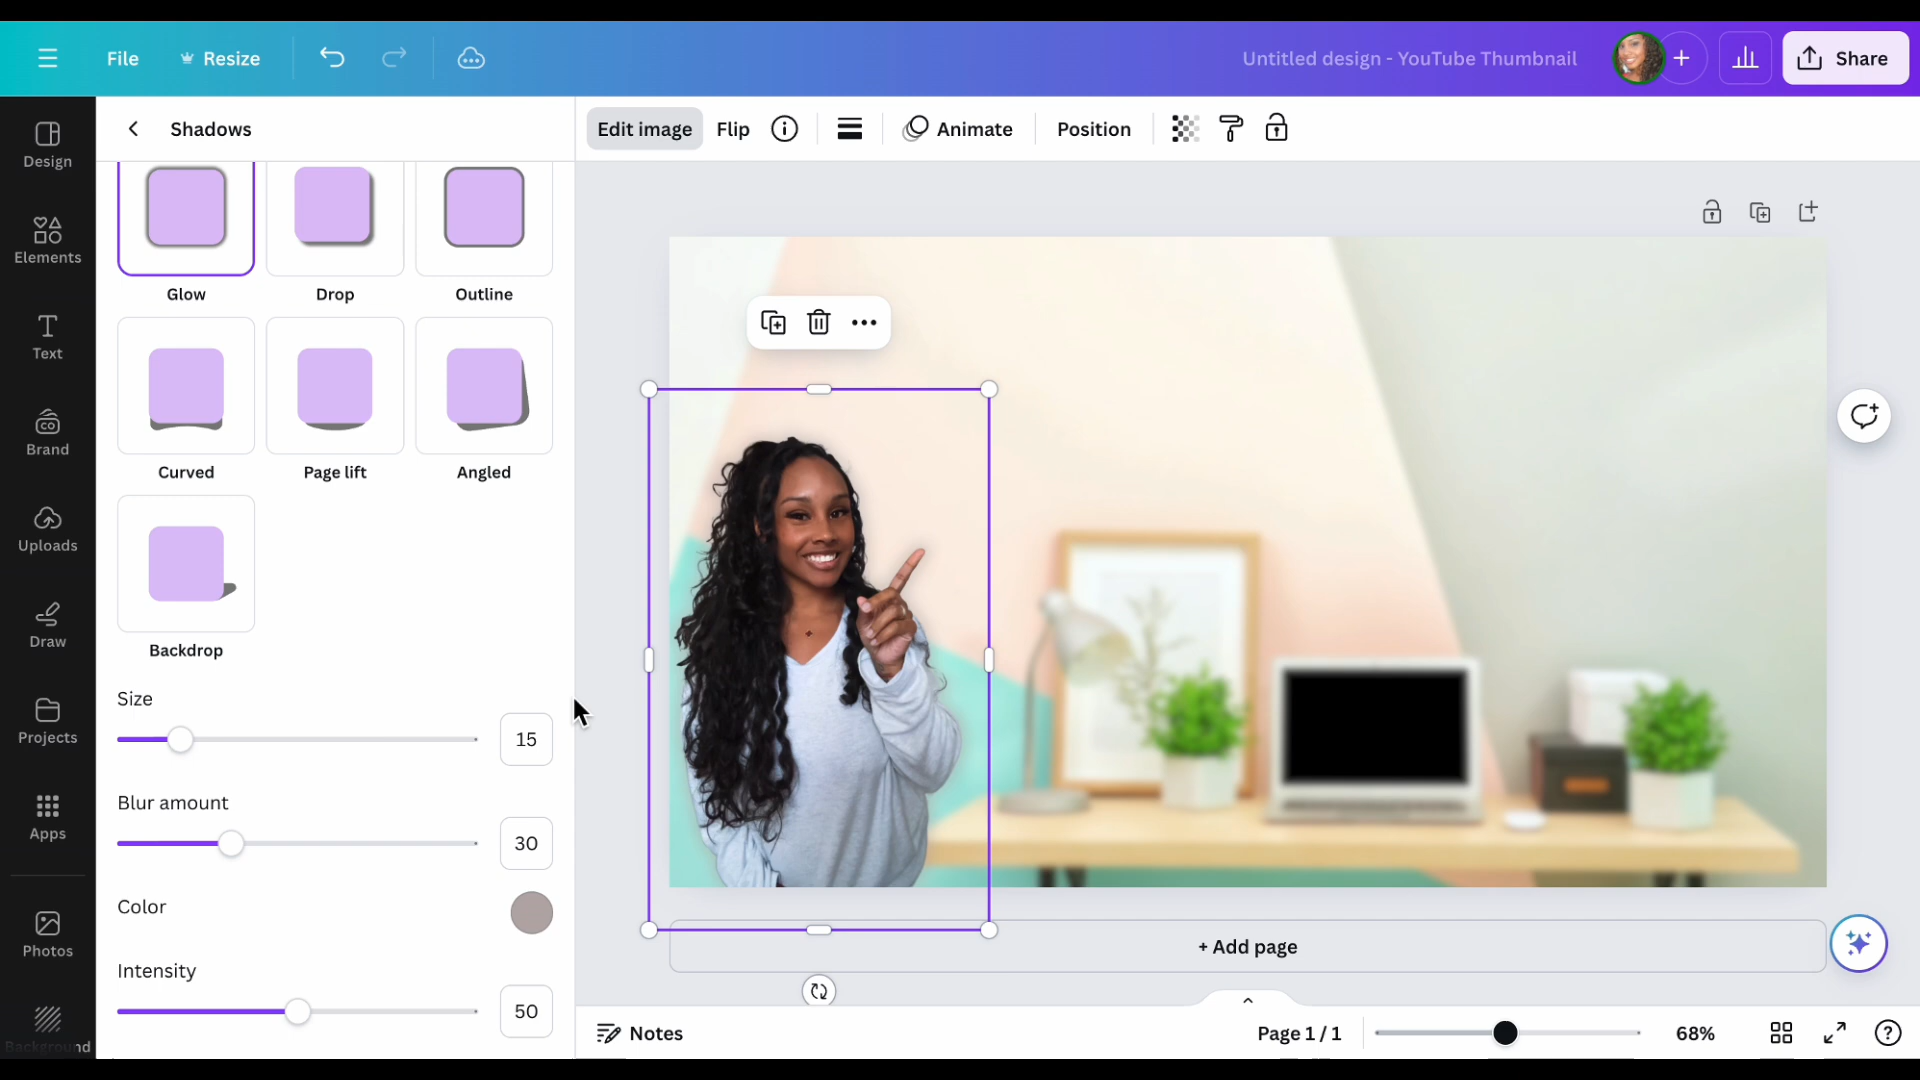 File
Resize
Untitled design - YouTube Thumbnail
Share
Design
Elements
Text
Brand
Uploads
Draw
Projects
Apps
Photos
Background
Shadows
Glow
Drop
Outline
Curved
Page lift
Angled
Backdrop
Size
15
Blur amount
30
Color
Intensity
50
Edit image
Flip
Animate
Position
+ Add page
Notes
Page 1 / 1
68%